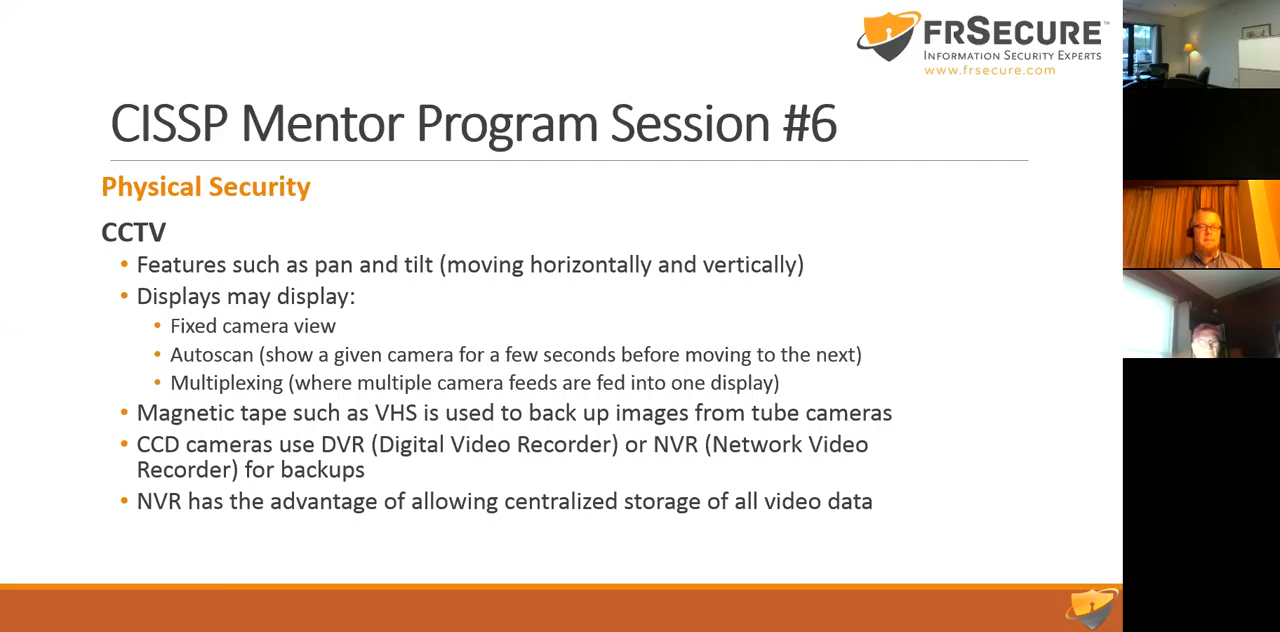 FRSECURE™
INFORMATION SECURITY EXPERTS
www.frsecure.com
CISSP Mentor Program Session #6
Physical Security
CCTV
• Features such as pan and tilt (moving horizontally and vertically)
• Displays may display:
• Fixed camera view
• Autoscan (show a given camera for a few seconds before moving to the next)
• Multiplexing (where multiple camera feeds are fed into one display)
• Magnetic tape such as VHS is used to back up images from tube cameras
• CCD cameras use DVR (Digital Video Recorder) or NVR (Network Video
Recorder) for backups
• NVR has the advantage of allowing centralized storage of all video data